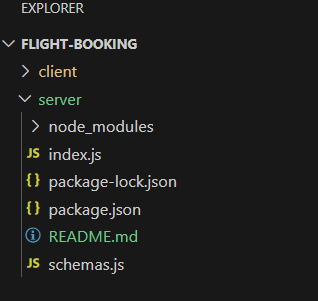 EXPLORER
FLIGHT-BOOKING
client
server
node_modules
JS index.js
{} package-lock.json
{} package.json
README.md
JS schemas.js